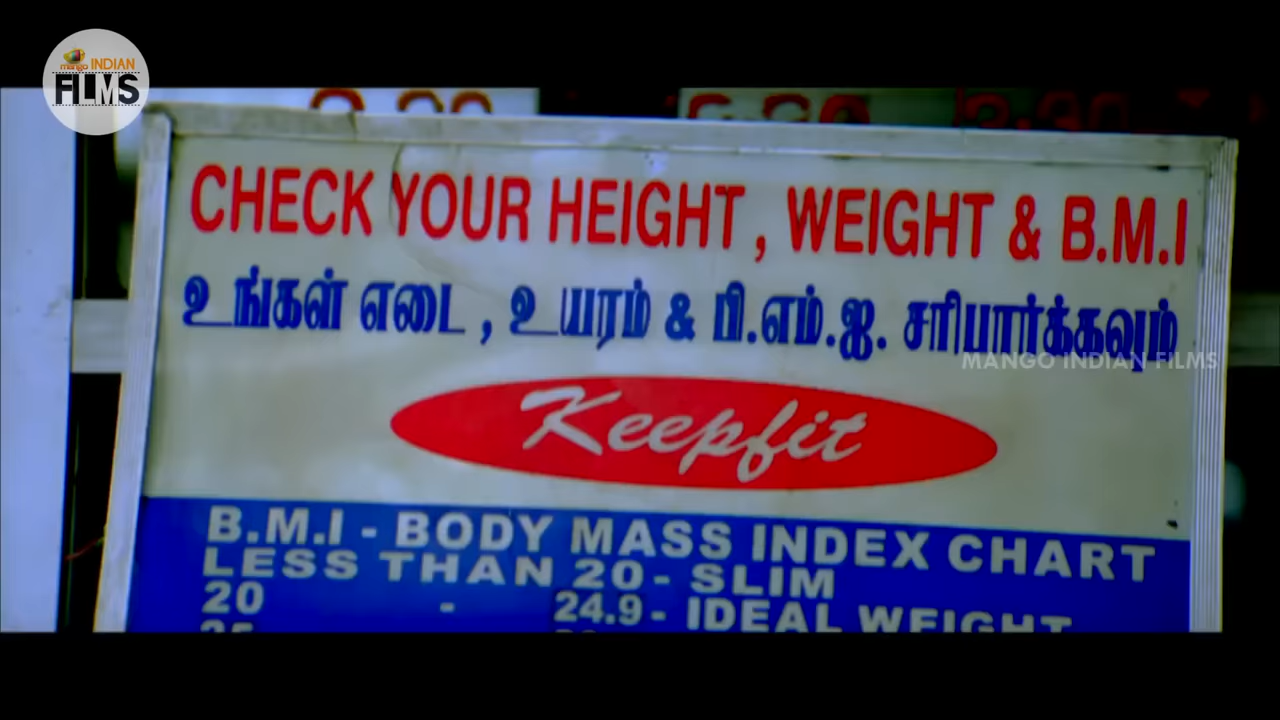 mango INDIAN
FILMS
CHECK YOUR HEIGHT, WEIGHT & B.M.I
உங்கள் எடை, உயரம் & பி.எம்.ஐ. சரிபார்க்கவும்
MANGO INDIAN FILMS
Keepfit
B.M.I - BODY MASS INDEX CHART
LESS THAN 20 - SLIM
20 - 24.9 - IDEAL WEIGHT